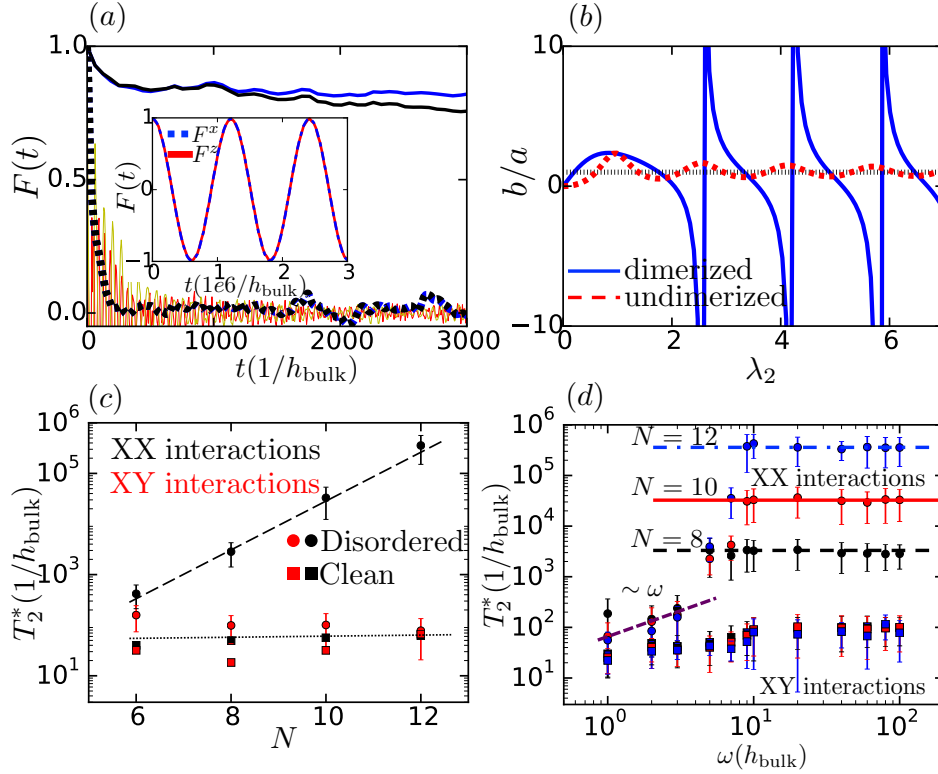 (a)
1.0
0.5
0.0
F(t)
0 1000 2000 3000
t(1/h_bulk)
1
0
−1
F(t)
F^x
F^z
0 1 2 3
t(1e6/h_bulk)
(b)
10
5
0
−5
−10
b/a
dimerized
undimerized
0 2 4 6
λ_2
(c)
10^6
10^5
10^3
10^1
T_2^*(1/h_bulk)
XX interactions
XY interactions
Disordered
Clean
6 8 10 12
N
(d)
10^6
10^5
10^4
10^3
10^2
10^1
T_2^*(1/h_bulk)
N = 12
XX interactions
N = 10
N = 8
∼ ω
XY interactions
10^0 10^1 10^2
ω(h_bulk)